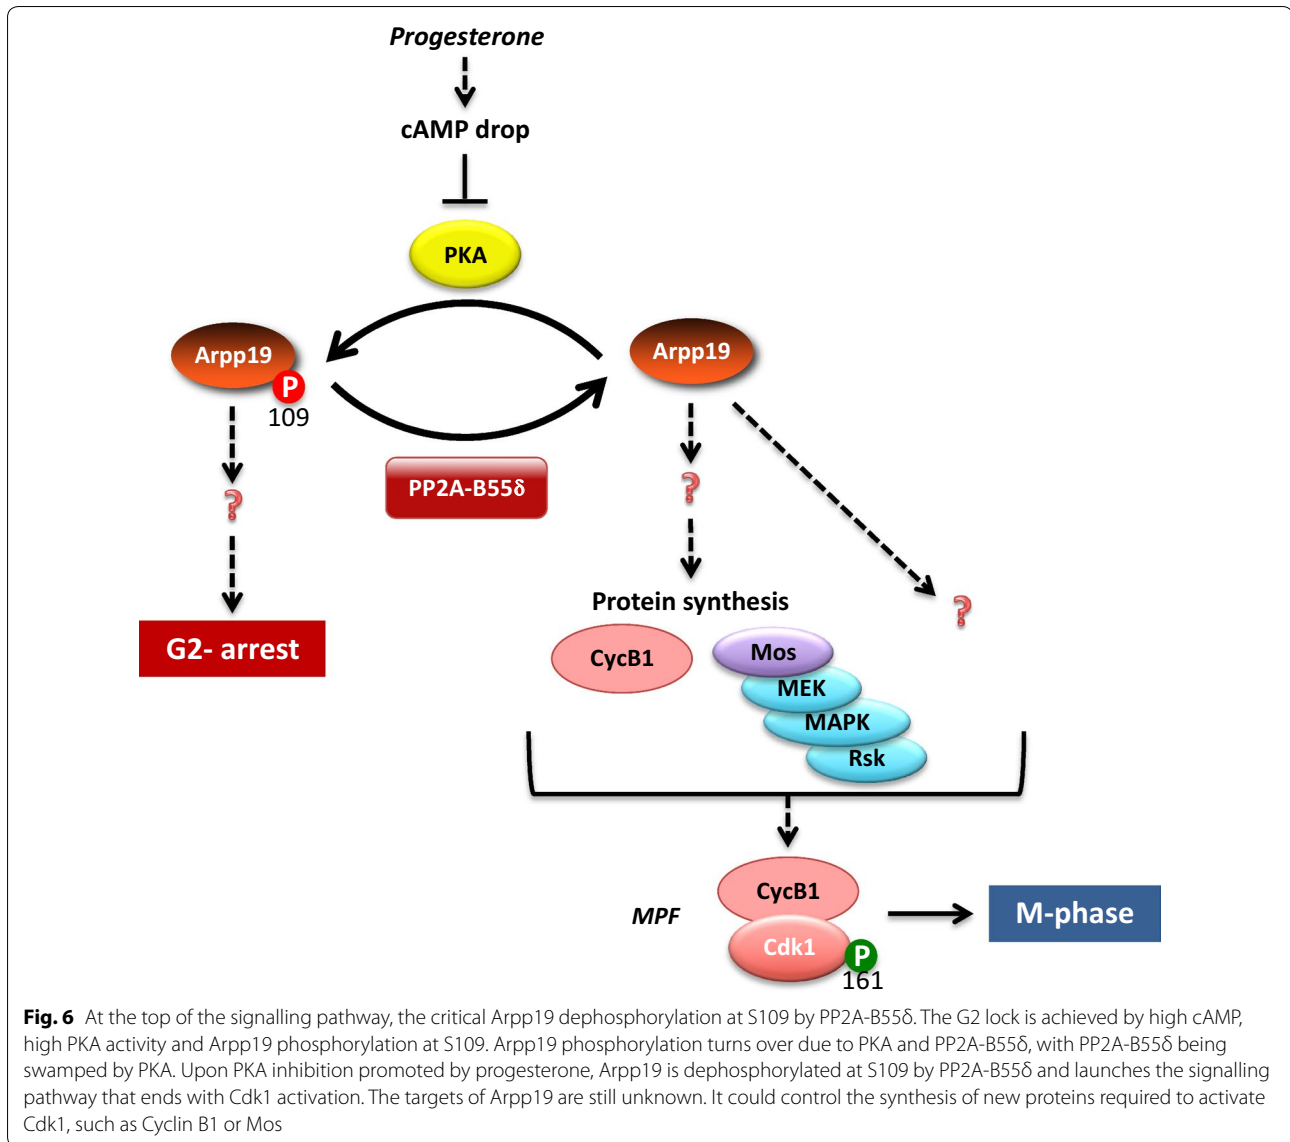 Progesterone
cAMP drop
PKA
Arpp19
P
109
Arpp19
PP2A-B55δ
?
?
?
G2- arrest
Protein synthesis
CycB1
Mos
MEK
MAPK
Rsk
MPF
CycB1
Cdk1
P
161
M-phase
Fig. 6 At the top of the signalling pathway, the critical Arpp19 dephosphorylation at S109 by PP2A-B55δ. The G2 lock is achieved by high cAMP,
high PKA activity and Arpp19 phosphorylation at S109. Arpp19 phosphorylation turns over due to PKA and PP2A-B55δ, with PP2A-B55δ being
swamped by PKA. Upon PKA inhibition promoted by progesterone, Arpp19 is dephosphorylated at S109 by PP2A-B55δ and launches the signalling
pathway that ends with Cdk1 activation. The targets of Arpp19 are still unknown. It could control the synthesis of new proteins required to activate
Cdk1, such as Cyclin B1 or Mos